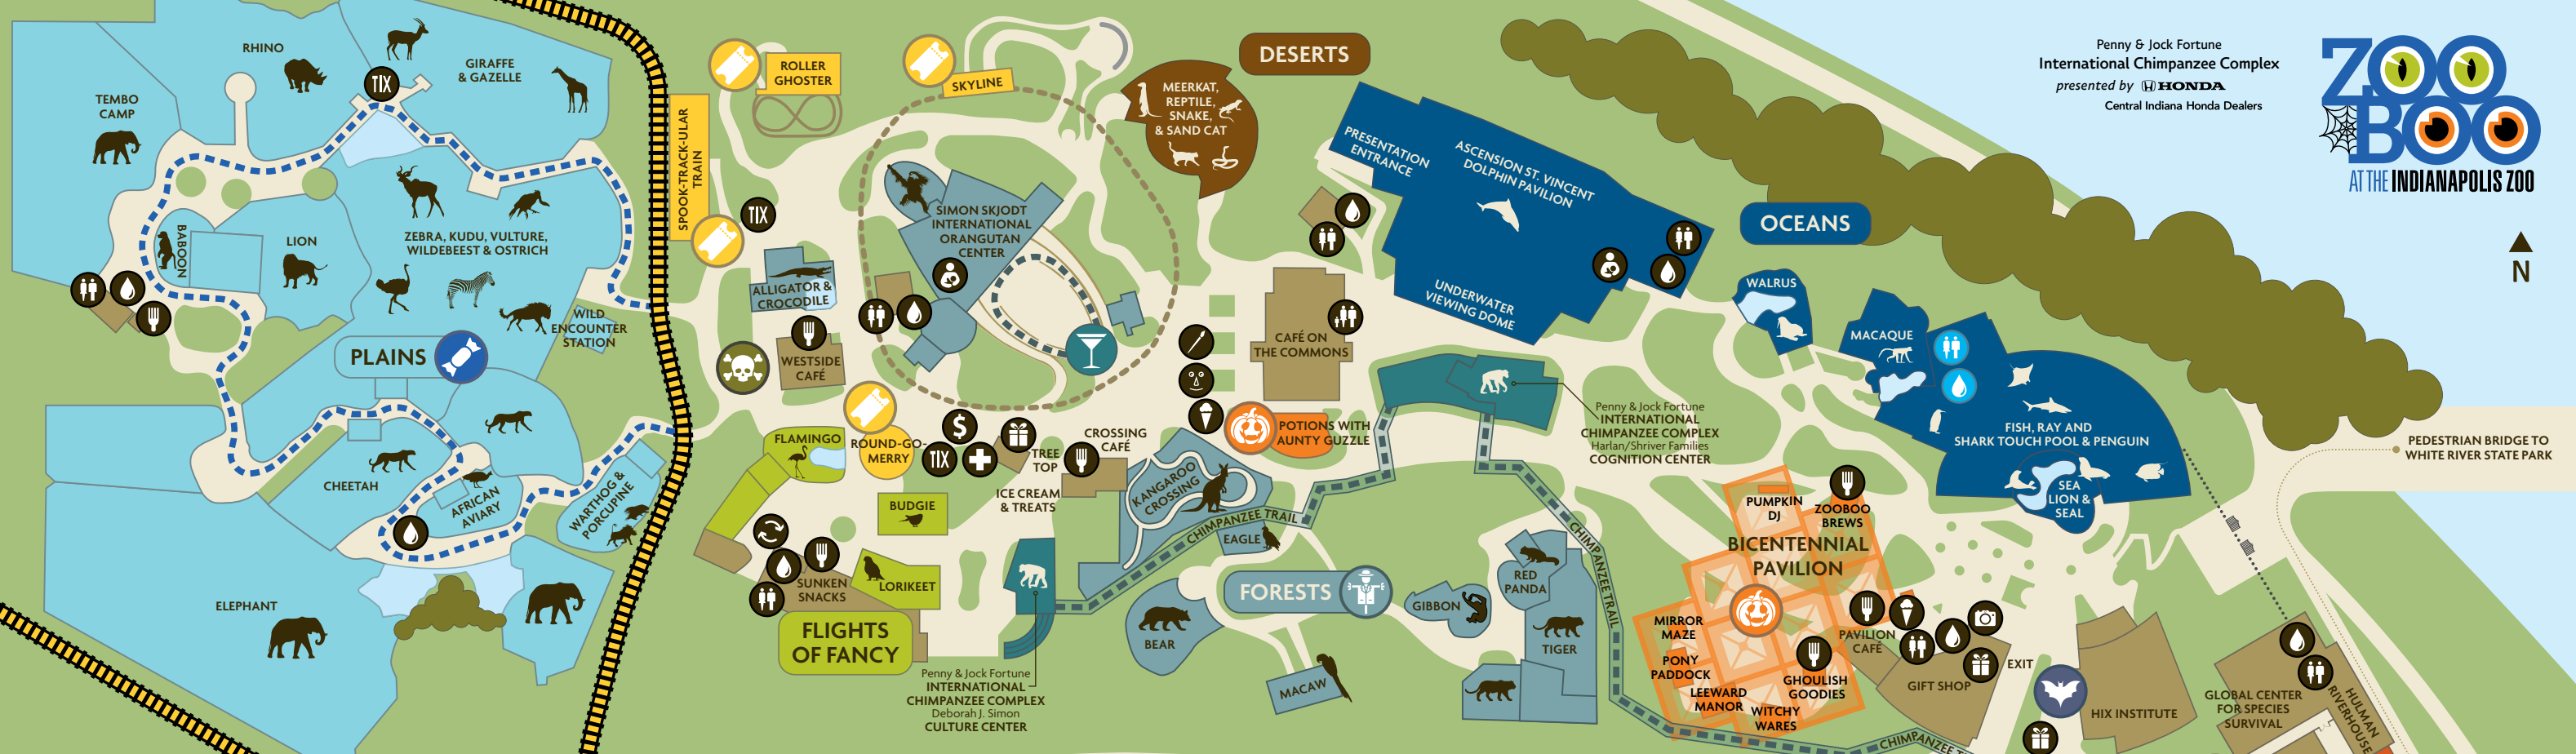 RHINO
GIRAFFE
& GAZELLE
TIX
TEMBO
CAMP
BABOON
LION
ZEBRA, KUDU, VULTURE,
WILDEBEEST & OSTRICH
WILD
ENCOUNTER
STATION
PLAINS
CHEETAH
AFRICAN
AVIARY
WARTHOG &
PORCUPINE
ELEPHANT
SPOOK-TRACK-ULAR
TRAIN
TIX
ROLLER
GHOSTER
SKYLINE
SIMON SKJODT
INTERNATIONAL
ORANGUTAN
CENTER
ALLIGATOR &
CROCODILE
WESTSIDE
CAFÉ
FLAMINGO
ROUND-GO-
MERRY
$
TIX
TREE
TOP
CROSSING
CAFÉ
ICE CREAM
& TREATS
BUDGIE
LORIKEET
SUNKEN
SNACKS
FLIGHTS
OF FANCY
Penny & Jock Fortune
INTERNATIONAL
CHIMPANZEE COMPLEX
Deborah J. Simon
CULTURE CENTER
DESERTS
MEERKAT,
REPTILE,
SNAKE,
& SAND CAT
PRESENTATION
ENTRANCE
ASCENSION ST. VINCENT
DOLPHIN PAVILION
UNDERWATER
VIEWING DOME
CAFÉ ON
THE COMMONS
POTIONS WITH
AUNTY GUZZLE
KANGAROO
CROSSING
CHIMPANZEE TRAIL
EAGLE
FORESTS
BEAR
MACAW
GIBBON
RED
PANDA
TIGER
CHIMPANZEE TRAIL
Penny & Jock Fortune
INTERNATIONAL
CHIMPANZEE COMPLEX
Harlan/Shriver Families
COGNITION CENTER
OCEANS
WALRUS
MACAQUE
FISH, RAY AND
SHARK TOUCH POOL & PENGUIN
SEA
LION &
SEAL
PUMPKIN
DJ
ZOOBOO
BREWS
BICENTENNIAL
PAVILION
MIRROR
MAZE
PONY
PADDOCK
LEEWARD
MANOR
WITCHY
WARES
GHOULISH
GOODIES
PAVILION
CAFÉ
GIFT SHOP
EXIT
CHIMPANZEE T
HIX INSTITUTE
GLOBAL CENTER
FOR SPECIES
SURVIVAL
HULMAN
RIVERHOUSE
PEDESTRIAN BRIDGE TO
WHITE RIVER STATE PARK
Penny & Jock Fortune
International Chimpanzee Complex
presented by HONDA
Central Indiana Honda Dealers
ZOO
BOO
AT THE INDIANAPOLIS ZOO
N